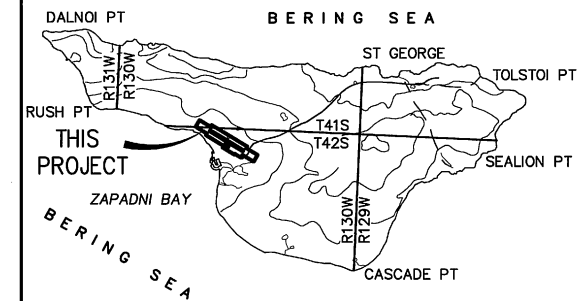 DALNOI PT
BERING SEA
ST GEORGE
TOLSTOI PT
R131W
R130W
RUSH PT
THIS
PROJECT
T41S
T42S
SEALION PT
ZAPADNI BAY
R130W
R129W
BERING SEA
CASCADE PT